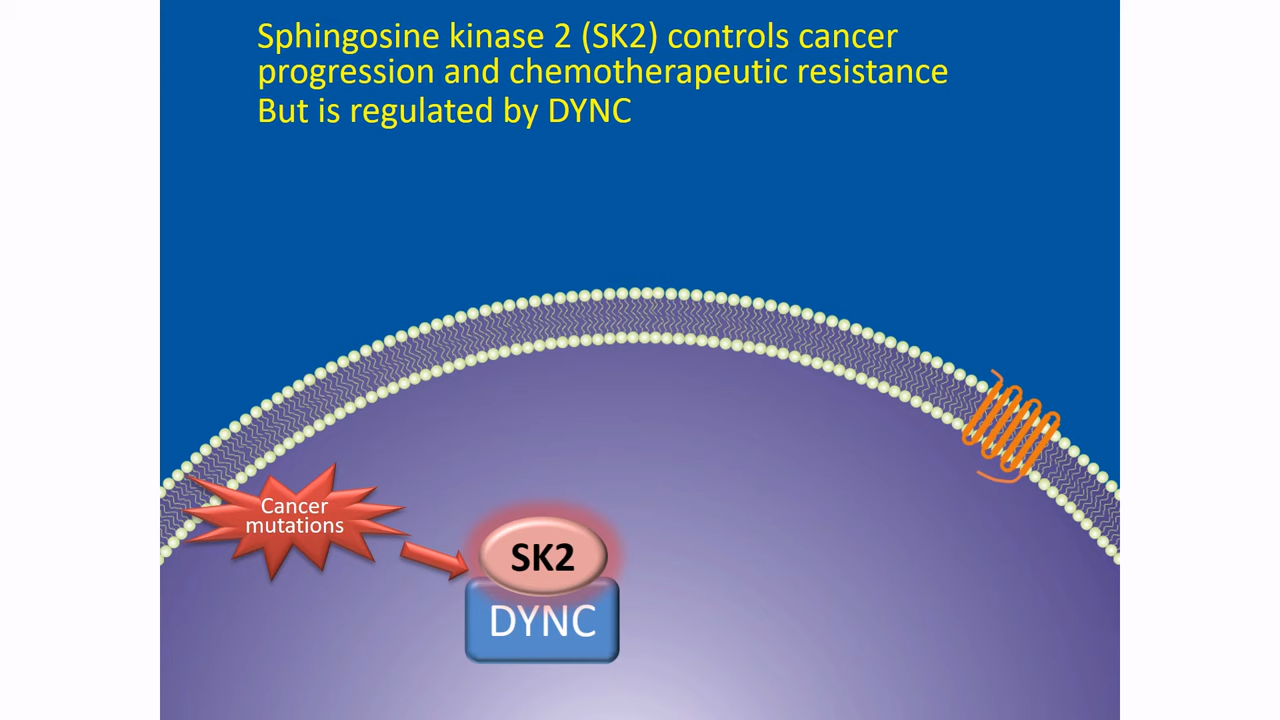 Sphingosine kinase 2 (SK2) controls cancer
progression and chemotherapeutic resistance
But is regulated by DYNC
Cancer
mutations
SK2
DYNC